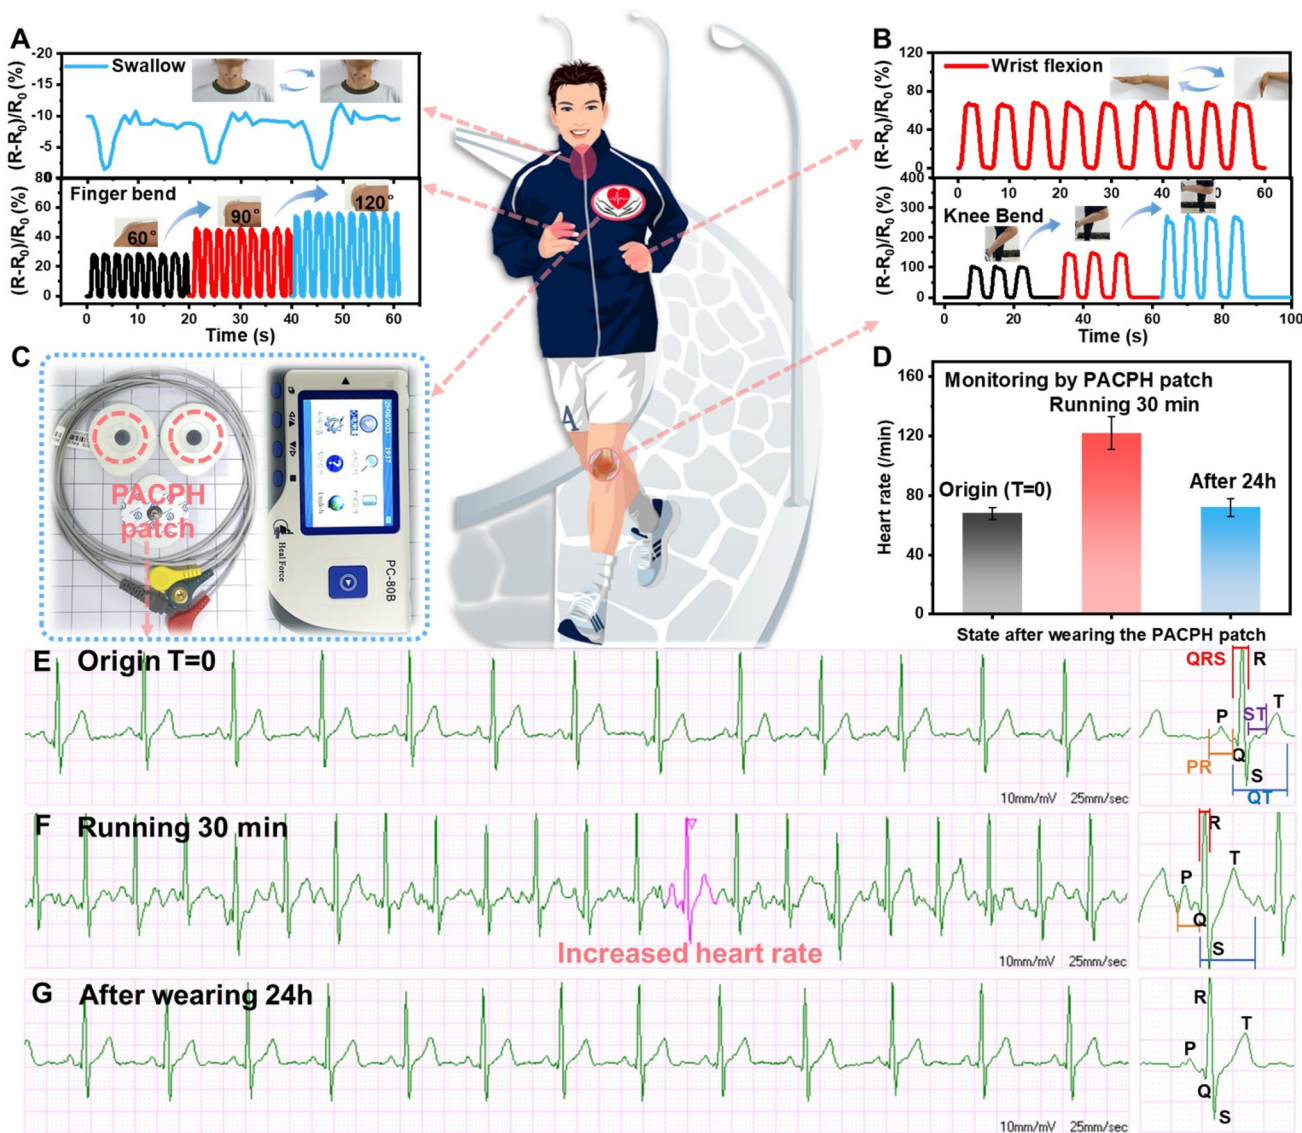 A
-20
-15
-10
-5
80
(R-R0)/R0 (%)
Swallow
Finger bend
60°
90°
120°
80
60
40
20
0
(R-R0)/R0 (%)
0 10 20 30 40 50 60
Time (s)
B
120
80
40
0
(R-R0)/R0 (%)
Wrist flexion
0 10 20 30 40 50 60
400
300
200
100
0
(R-R0)/R0 (%)
Knee Bend
0 20 40 60 80 100
Time (s)
C
PACPH
patch
Heal Force
PC-80B
English
D
160
120
80
40
0
Heart rate (/min)
Monitoring by PACPH patch
Running 30 min
Origin (T=0)
After 24h
State after wearing the PACPH patch
E Origin T=0
10mm/mV 25mm/sec
QRS R
P ST T
PR Q S
QT
F Running 30 min
Increased heart rate
10mm/mV 25mm/sec
R
P T
Q
S
G After wearing 24h
10mm/mV 25mm/sec
R
P T
Q
S